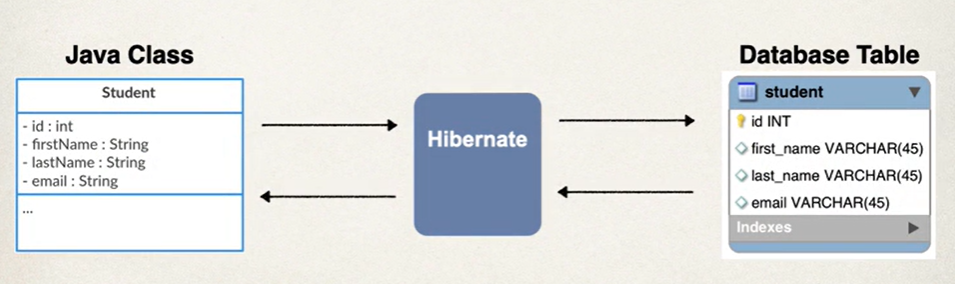 Java Class
Student
- id : int
- firstName : String
- lastName : String
- email : String
...
Hibernate
Database Table
student
id INT
first_name VARCHAR(45)
last_name VARCHAR(45)
email VARCHAR(45)
Indexes